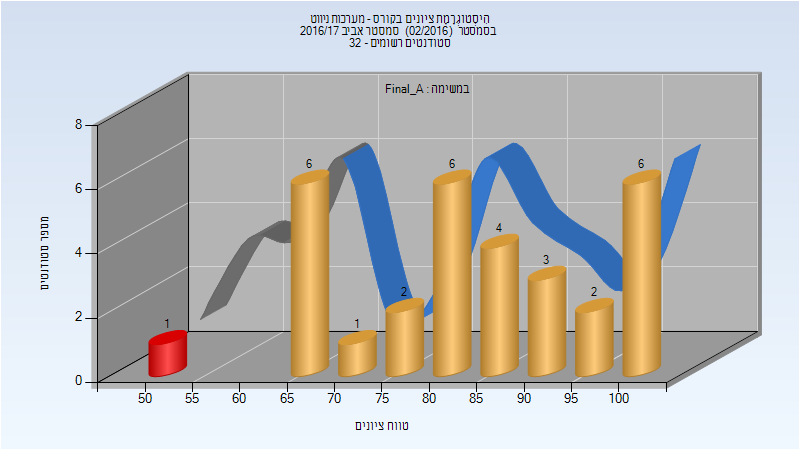 היסטוגרמת ציונים בקורס - מערכות ניווט
בסמסטר (02/2016) סמסטר אביב 2016/17
סטודנטים רשומים - 32
במשימה : Final_A
מספר סטודנטים
8
6
4
2
0
1
6
1
2
6
4
3
2
6
50 55 60 65 70 75 80 85 90 95 100
טווח ציונים